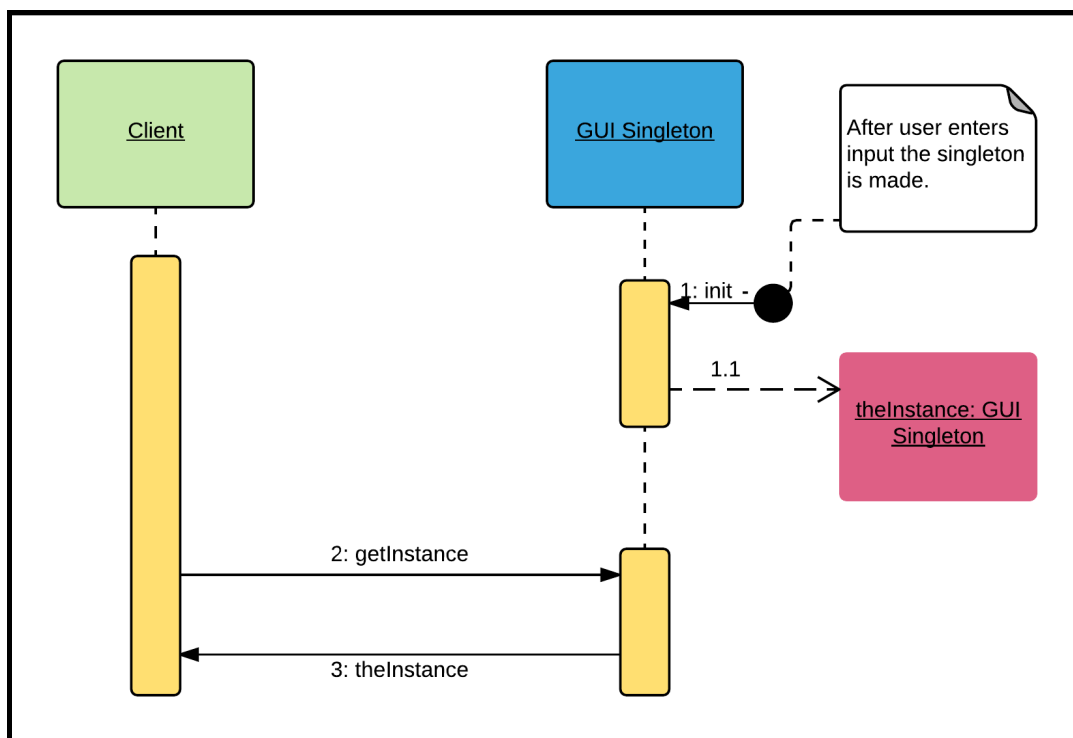 Client
GUI Singleton
After user enters
input the singleton
is made.
1: init -
1.1
theInstance: GUI
Singleton
2: getInstance
3: theInstance